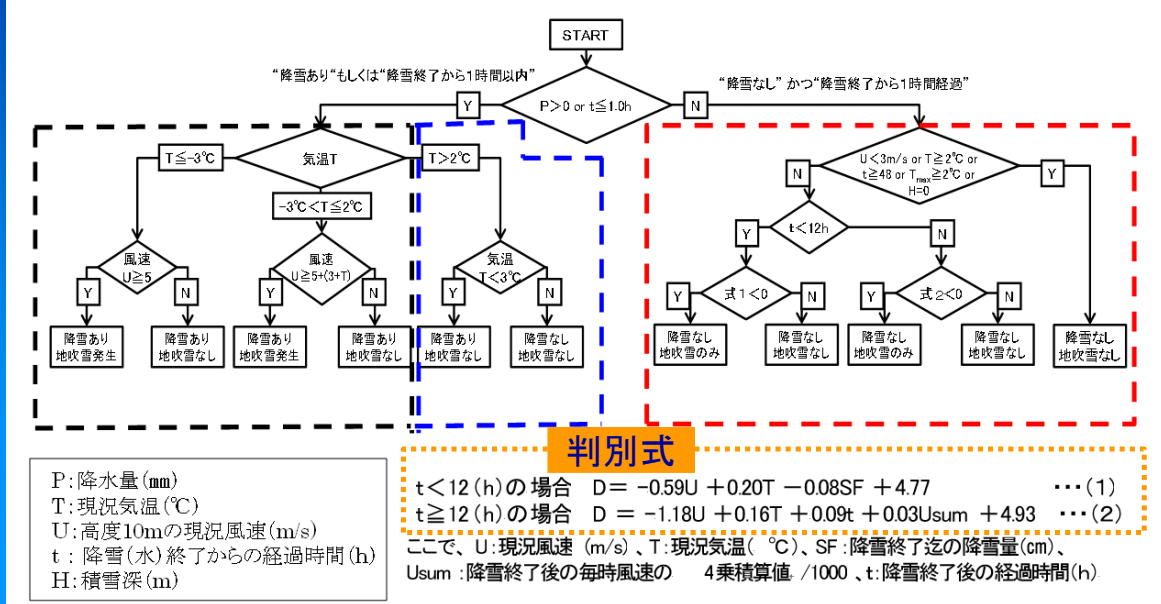 START
“降雪あり“もしくは“降雪終了から1時間以内”
“降雪なし” かつ“降雪終了から1時間経過”
Y
P>0 or t≦1.0h
N
T≦-3℃
気温T
T>2℃
-3℃<T≦2℃
U<3m/s or T≧2℃ or
t≧48 or Tmax≧2℃ or
H=0
N
Y
t<12h
Y
N
風速
U≧5
風速
U≧5+(3+T)
気温
T<3℃
式1<0
式2<0
Y
N
Y
N
Y
N
Y
N
Y
N
降雪あり
地吹雪発生
降雪あり
地吹雪なし
降雪あり
地吹雪発生
降雪あり
地吹雪なし
降雪あり
地吹雪なし
降雪なし
地吹雪なし
降雪なし
地吹雪のみ
降雪なし
地吹雪なし
降雪なし
地吹雪のみ
降雪なし
地吹雪なし
降雪なし
地吹雪なし
判別式
t<12(h)の場合 D= -0.59U +0.20T -0.08SF +4.77 ・・・(1)
t≧12(h)の場合 D = -1.18U +0.16T +0.09t +0.03Usum +4.93 ・・・(2)
ここで、U:現況風速 (m/s)、T:現況気温( ℃)、SF:降雪終了迄の降雪量(cm)、
Usum:降雪終了後の毎時風速の 4乗積算値 /1000 、t:降雪終了後の経過時間(h)
P:降水量(mm)
T:現況気温(℃)
U:高度10mの現況風速(m/s)
t:降雪(水)終了からの経過時間(h)
H:積雪深(m)